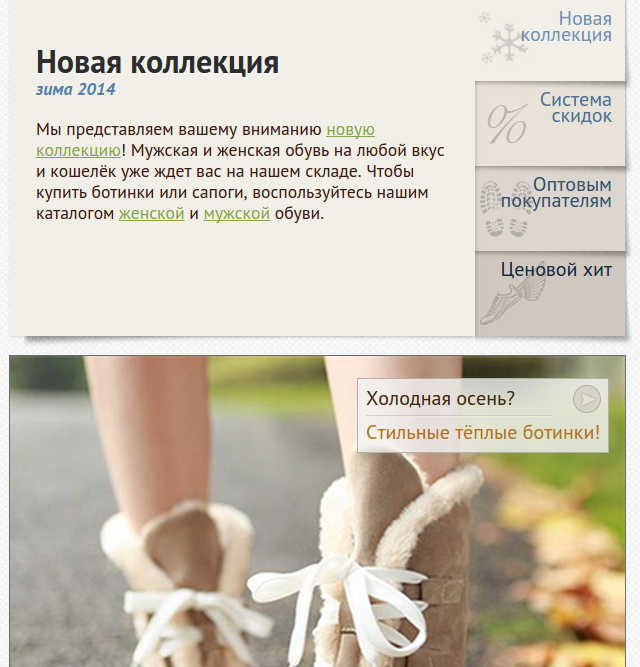 Новая коллекция
зима 2014
Мы представляем вашему вниманию новую
коллекцию! Мужская и женская обувь на любой вкус
и кошелёк уже ждет вас на нашем складе. Чтобы
купить ботинки или сапоги, воспользуйтесь нашим
каталогом женской и мужской обуви.
Новая
коллекция
%
Система
скидок
Оптовым
покупателям
Ценовой хит
Холодная осень?
Стильные тёплые ботинки!